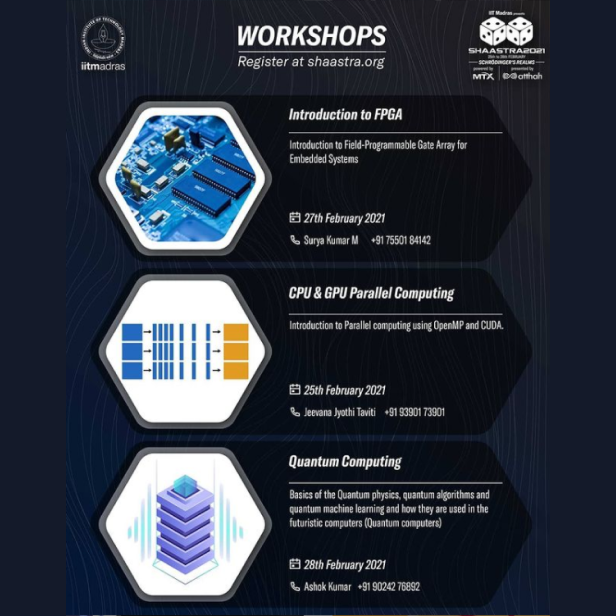 iitmadras
WORKSHOPS
Register at shaastra.org
IIT Madras presents
SHAASTRA2021
25th to 28th FEBRUARY
SCHRÖDINGER'S REALMS
powered by
MTX
presented by
Introduction to FPGA
Introduction to Field-Programmable Gate Array for
Embedded Systems
27th February 2021
Surya Kumar M +91 75501 84142
CPU & GPU Parallel Computing
Introduction to Parallel computing using OpenMP and CUDA.
25th February 2021
Jeevana Jyothi Taviti +91 93901 73901
Quantum Computing
Basics of the Quantum physics, quantum algorithms and
quantum machine learning and how they are used in the
futuristic computers (Quantum computers)
28th February 2021
Ashok Kumar +91 90242 76892